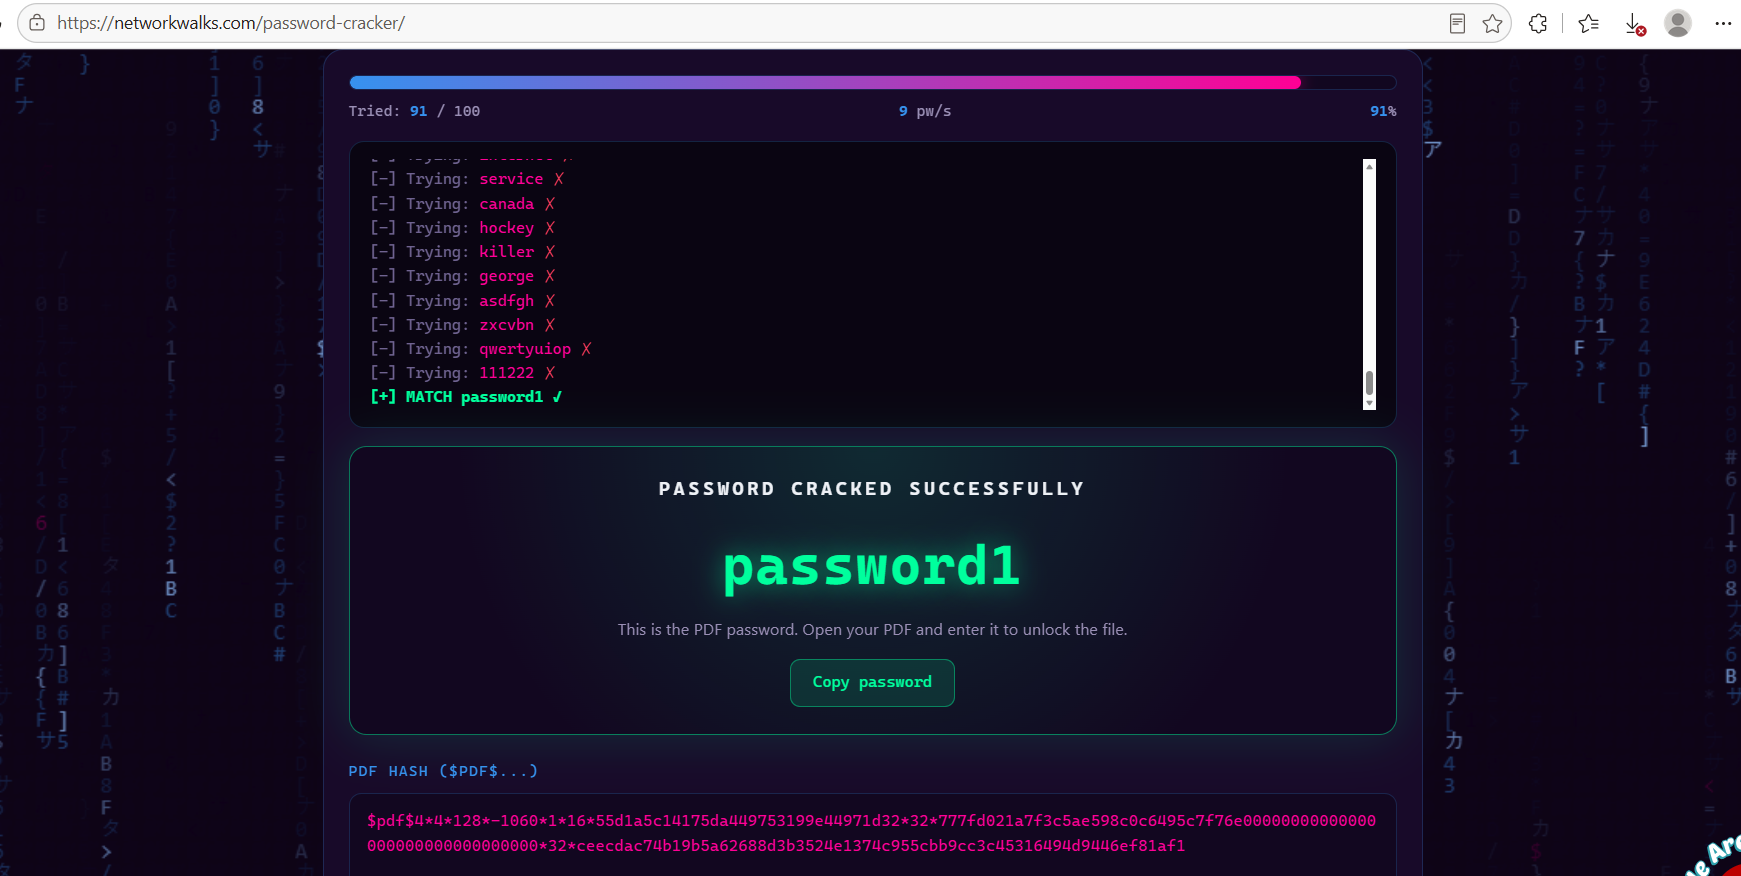 https://networkwalks.com/password-cracker/
Tried: 91 / 100
9 pw/s
91%
[-] Trying: service ✗
[-] Trying: canada ✗
[-] Trying: hockey ✗
[-] Trying: killer ✗
[-] Trying: george ✗
[-] Trying: asdfgh ✗
[-] Trying: zxcvbn ✗
[-] Trying: qwertyuiop ✗
[-] Trying: 111222 ✗
[+] MATCH password1 ✓
PASSWORD CRACKED SUCCESSFULLY
password1
This is the PDF password. Open your PDF and enter it to unlock the file.
Copy password
PDF HASH ($PDF$...)
$pdf$4*4*128*-1060*1*16*55d1a5c14175da449753199e44971d32*32*777fd021a7f3c5ae598c0c6495c7f76e00000000000000
0000000000000000000*32*ceecdac74b19b5a62688d3b3524e1374c955cbb9cc3c45316494d9446ef81af1